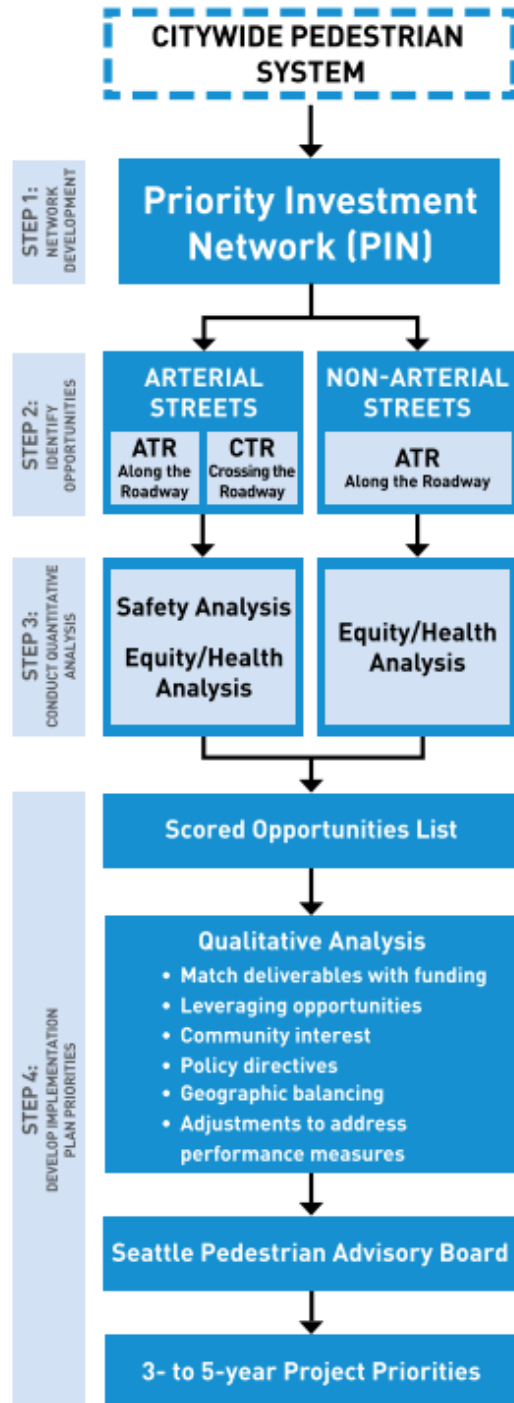 CITYWIDE PEDESTRIAN
SYSTEM
STEP 1:
NETWORK
DEVELOPMENT
Priority Investment
Network (PIN)
STEP 2:
IDENTIFY
OPPORTUNITIES
ARTERIAL
STREETS
ATR
Along the
Roadway
CTR
Crossing the
Roadway
NON-ARTERIAL
STREETS
ATR
Along the Roadway
STEP 3:
CONDUCT QUANTITATIVE
ANALYSIS
Safety Analysis
Equity/Health
Analysis
Equity/Health
Analysis
STEP 4:
DEVELOP IMPLEMENTATION
PLAN PRIORITIES
Scored Opportunities List
Qualitative Analysis
• Match deliverables with funding
• Leveraging opportunities
• Community interest
• Policy directives
• Geographic balancing
• Adjustments to address
performance measures
Seattle Pedestrian Advisory Board
3- to 5-year Project Priorities